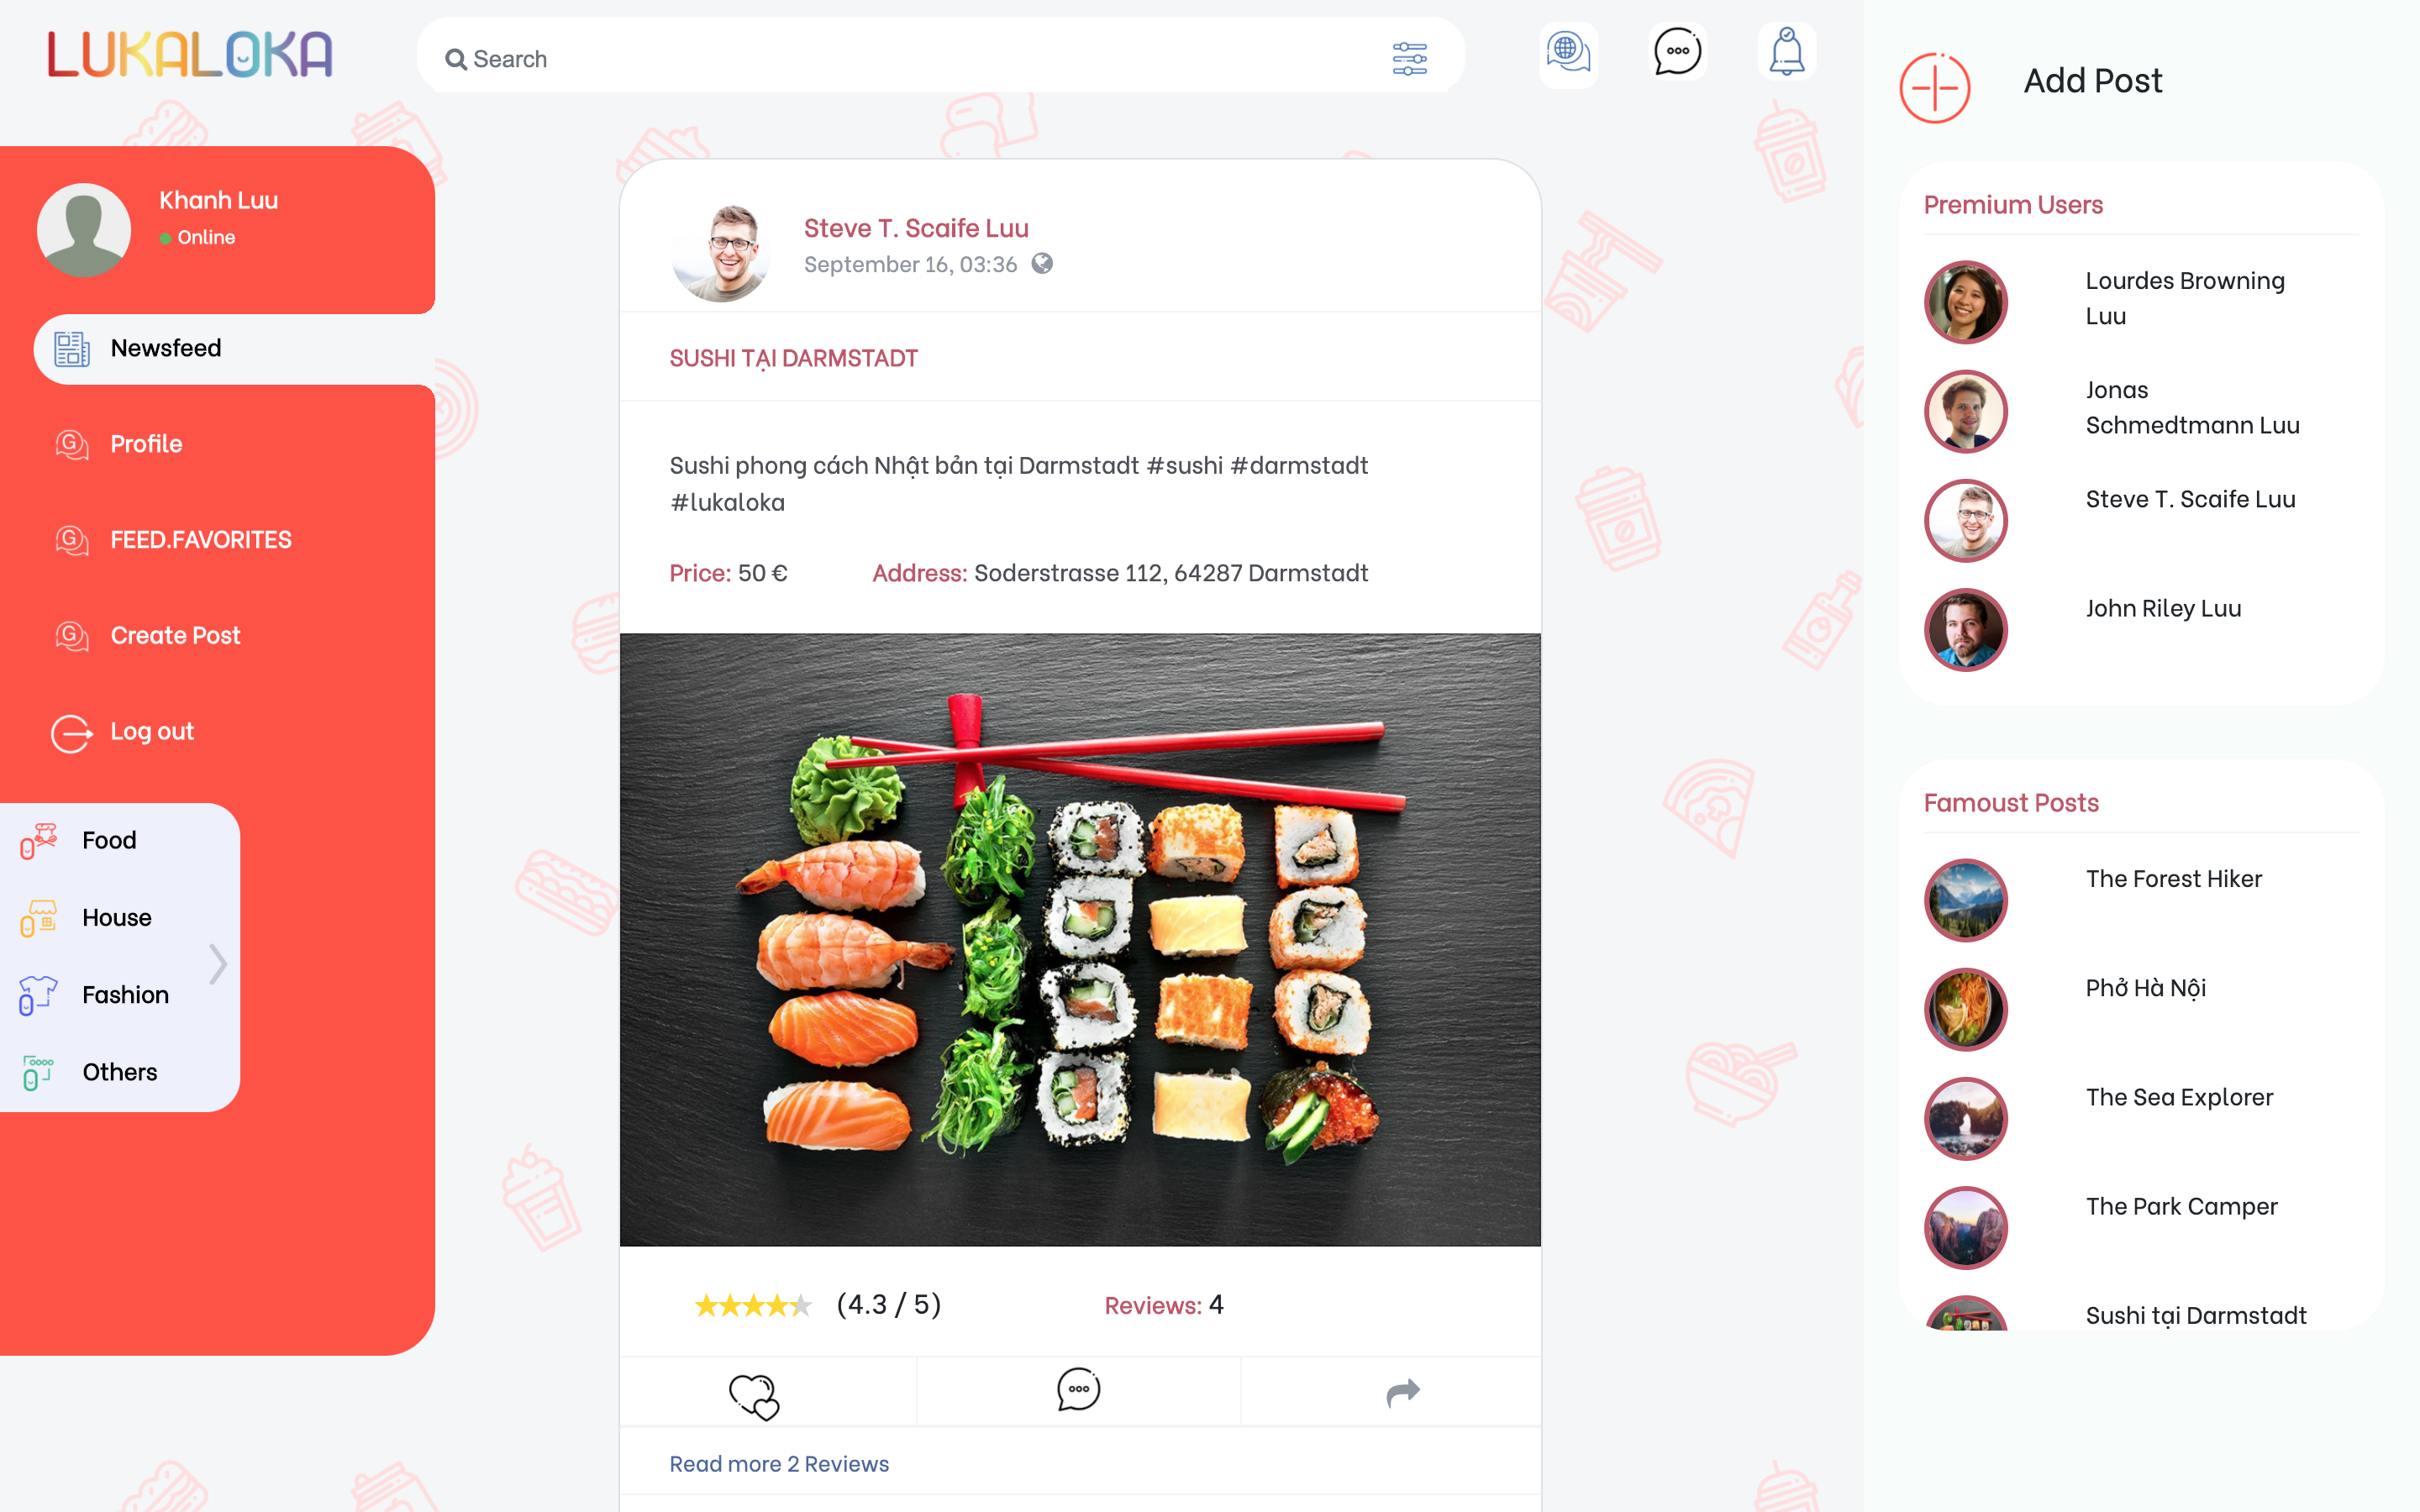 LUKALOKA
Search
Add Post
Khanh Luu
Online
Newsfeed
Profile
FEED.FAVORITES
Create Post
Log out
Food
House
Fashion
Others
Steve T. Scaife Luu
September 16, 03:36
SUSHI TẠI DARMSTADT
Sushi phong cách Nhật bản tại Darmstadt #sushi #darmstadt
#lukaloka
Price: 50 € Address: Soderstrasse 112, 64287 Darmstadt
(4.3 / 5) Reviews: 4
Read more 2 Reviews
Premium Users
Lourdes Browning
Luu
Jonas
Schmedtmann Luu
Steve T. Scaife Luu
John Riley Luu
Famoust Posts
The Forest Hiker
Phở Hà Nội
The Sea Explorer
The Park Camper
Sushi tại Darmstadt